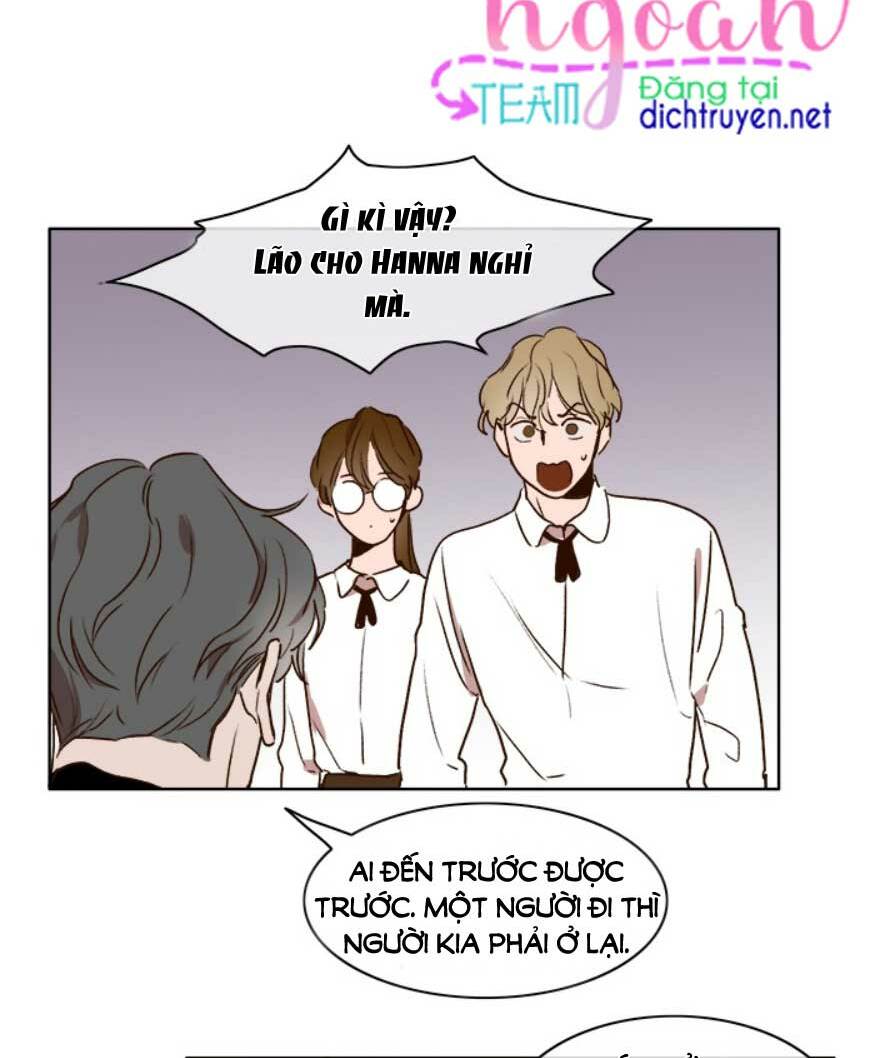 ngoan
TEAM
Đăng tại
dichtruyen.net
GÌ KÌ VẬY?
LÃO CHO HANNA NGHỈ
MÀ.
AI ĐẾN TRƯỚC ĐƯỢC
TRƯỚC. MỘT NGƯỜI ĐI THÌ
NGƯỜI KIA PHẢI Ở LẠI.